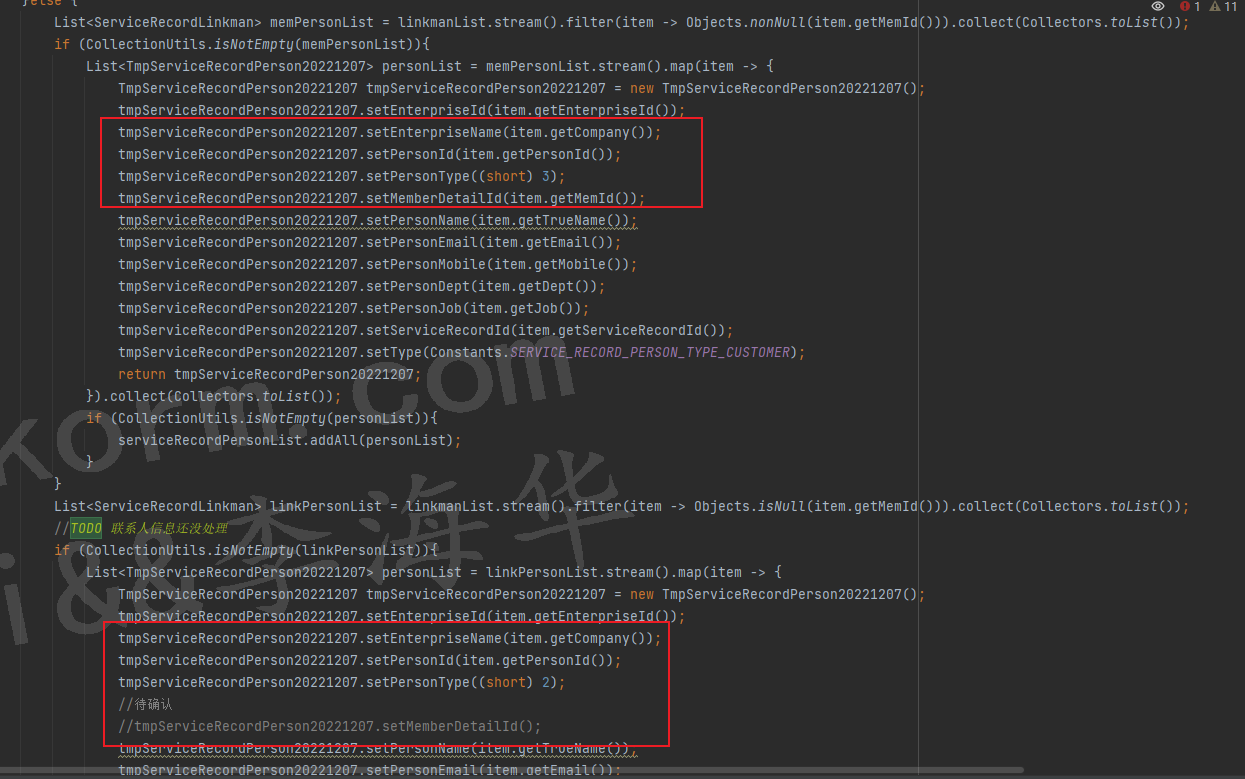 }else {
List<ServiceRecordLinkman> memPersonList = linkmanList.stream().filter(item -> Objects.nonNull(item.getMemId())).collect(Collectors.toList());
1 11
if (CollectionUtils.isNotEmpty(memPersonList)){
List<TmpServiceRecordPerson20221207> personList = memPersonList.stream().map(item -> {
TmpServiceRecordPerson20221207 tmpServiceRecordPerson20221207 = new TmpServiceRecordPerson20221207();
tmpServiceRecordPerson20221207.setEnterpriseId(item.getEnterpriseId());
tmpServiceRecordPerson20221207.setEnterpriseName(item.getCompany());
tmpServiceRecordPerson20221207.setPersonId(item.getPersonId());
tmpServiceRecordPerson20221207.setPersonType((short) 3);
tmpServiceRecordPerson20221207.setMemberDetailId(item.getMemId());
tmpServiceRecordPerson20221207.setPersonName(item.getTrueName());
tmpServiceRecordPerson20221207.setPersonEmail(item.getEmail());
tmpServiceRecordPerson20221207.setPersonMobile(item.getMobile());
tmpServiceRecordPerson20221207.setPersonDept(item.getDept());
tmpServiceRecordPerson20221207.setPersonJob(item.getJob());
tmpServiceRecordPerson20221207.setServiceRecordId(item.getServiceRecordId());
tmpServiceRecordPerson20221207.setType(Constants.SERVICE_RECORD_PERSON_TYPE_CUSTOMER);
return tmpServiceRecordPerson20221207;
}).collect(Collectors.toList());
if (CollectionUtils.isNotEmpty(personList)){
serviceRecordPersonList.addAll(personList);
}
}
List<ServiceRecordLinkman> linkPersonList = linkmanList.stream().filter(item -> Objects.isNull(item.getMemId())).collect(Collectors.toList());
//TODO 联系人信息还没处理
if (CollectionUtils.isNotEmpty(linkPersonList)){
List<TmpServiceRecordPerson20221207> personList = linkPersonList.stream().map(item -> {
TmpServiceRecordPerson20221207 tmpServiceRecordPerson20221207 = new TmpServiceRecordPerson20221207();
tmpServiceRecordPerson20221207.setEnterpriseId(item.getEnterpriseId());
tmpServiceRecordPerson20221207.setEnterpriseName(item.getCompany());
tmpServiceRecordPerson20221207.setPersonId(item.getPersonId());
tmpServiceRecordPerson20221207.setPersonType((short) 2);
//待确认
//tmpServiceRecordPerson20221207.setMemberDetailId();
tmpServiceRecordPerson20221207.setPersonName(item.getTrueName());
tmpServiceRecordPerson20221207.setPersonEmail(item.getEmail());
korm.com
i&&李海华